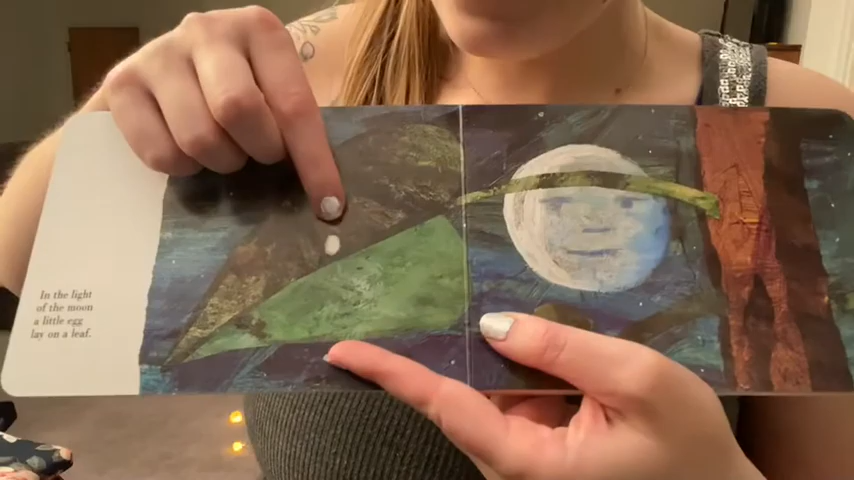 In the light
of the moon
a little egg
lay on a leaf.